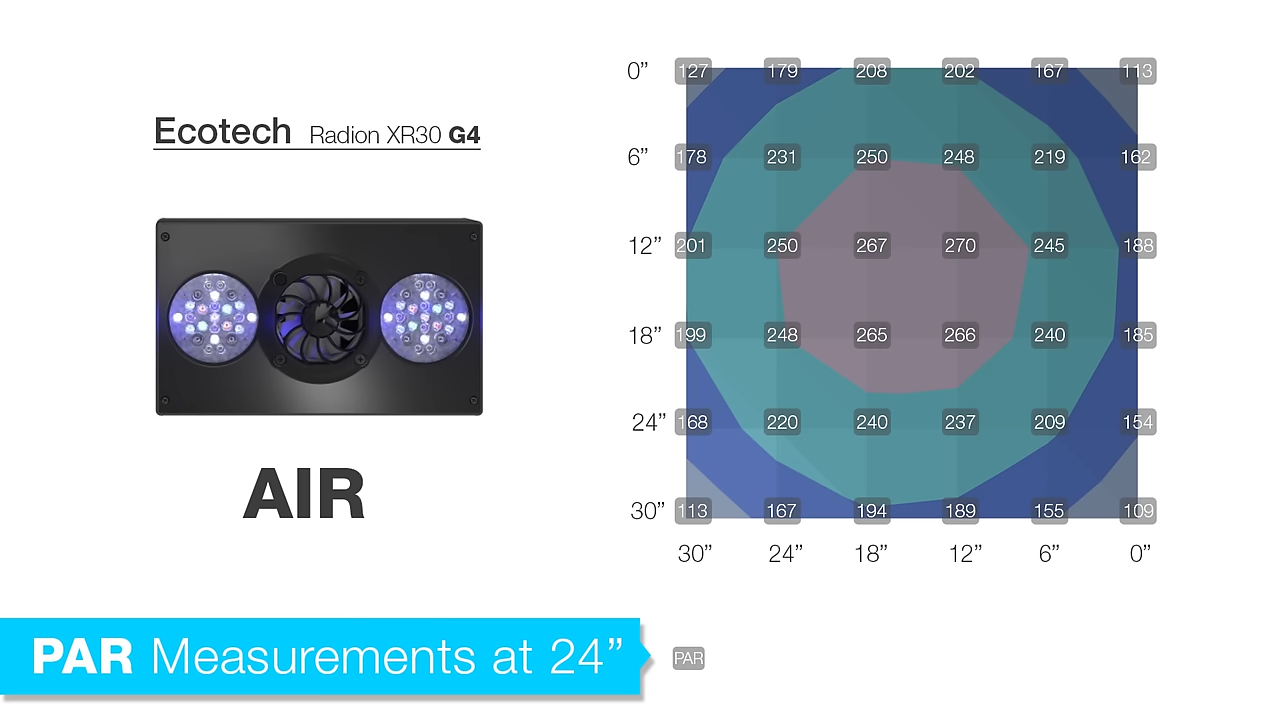 Ecotech Radion XR30 G4
AIR
0” 127 179 208 202 167 113
6” 178 231 250 248 219 162
12” 201 250 267 270 245 188
18” 199 248 265 266 240 185
24” 168 220 240 237 209 154
30” 113 167 194 189 155 109
30” 24” 18” 12” 6” 0”
PAR Measurements at 24”
PAR